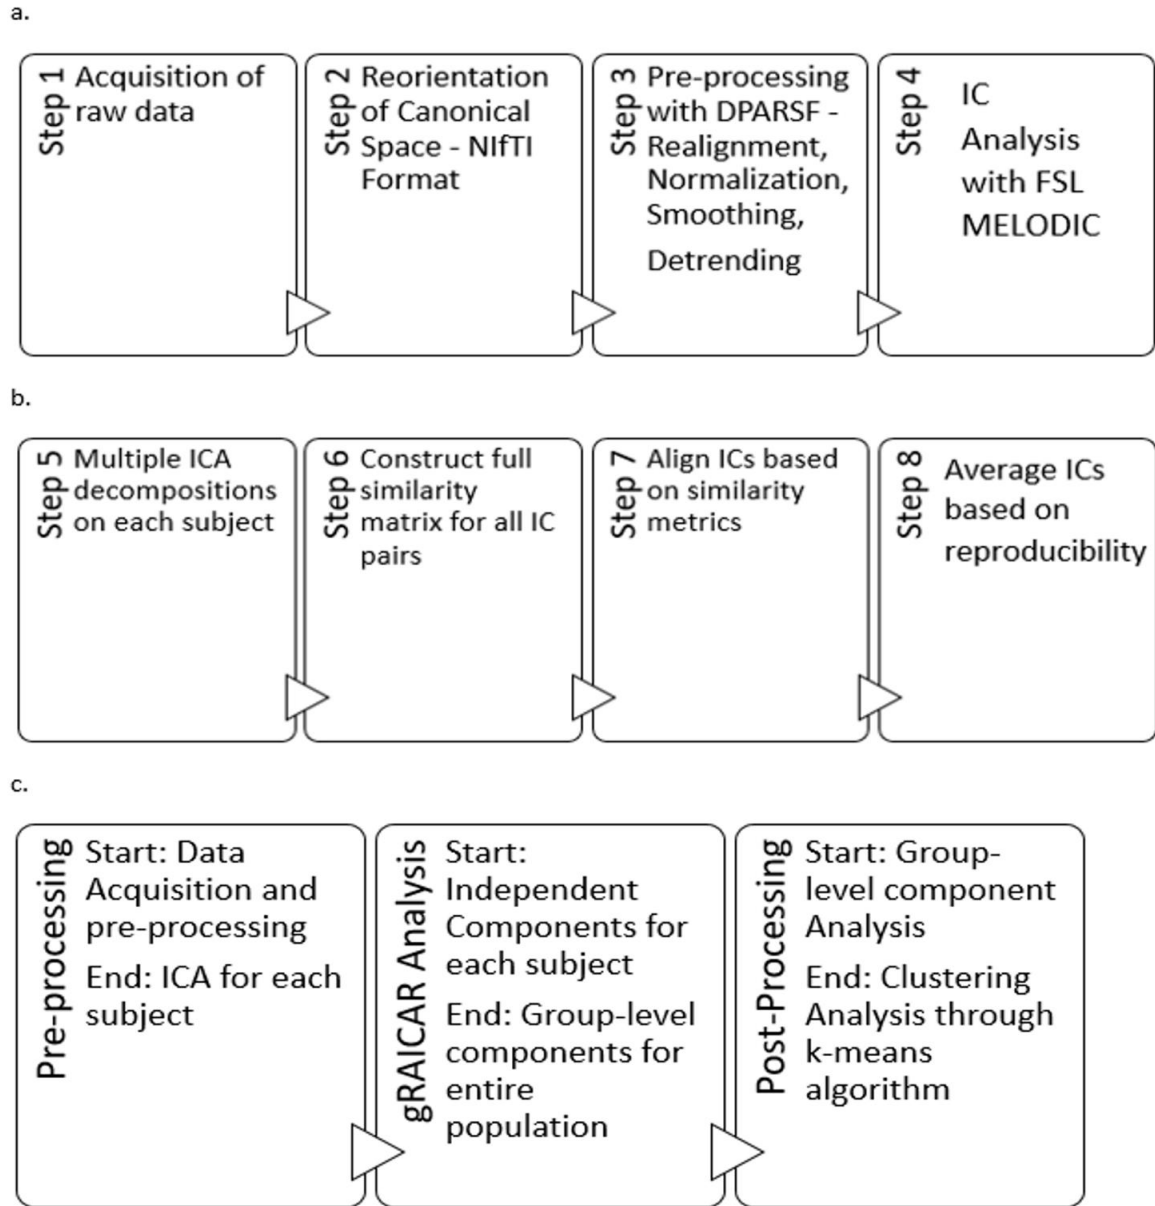 a.
Step 1
Acquisition of
raw data
Step 2
Reorientation
of Canonical
Space - NIfTI
Format
Step 3
Pre-processing
with DPARSF -
Realignment,
Normalization,
Smoothing,
Detrending
Step 4
IC
Analysis
with FSL
MELODIC
b.
Step 5
Multiple ICA
decompositions
on each subject
Step 6
Construct full
similarity
matrix for all IC
pairs
Step 7
Align ICs based
on similarity
metrics
Step 8
Average ICs
based on
reproducibility
c.
Pre-processing
Start: Data
Acquisition and
pre-processing
End: ICA for each
subject
gRAICAR Analysis
Start:
Independent
Components for
each subject
End: Group-level
components for
entire
population
Post-Processing
Start: Group-
level component
Analysis
End: Clustering
Analysis through
k-means
algorithm